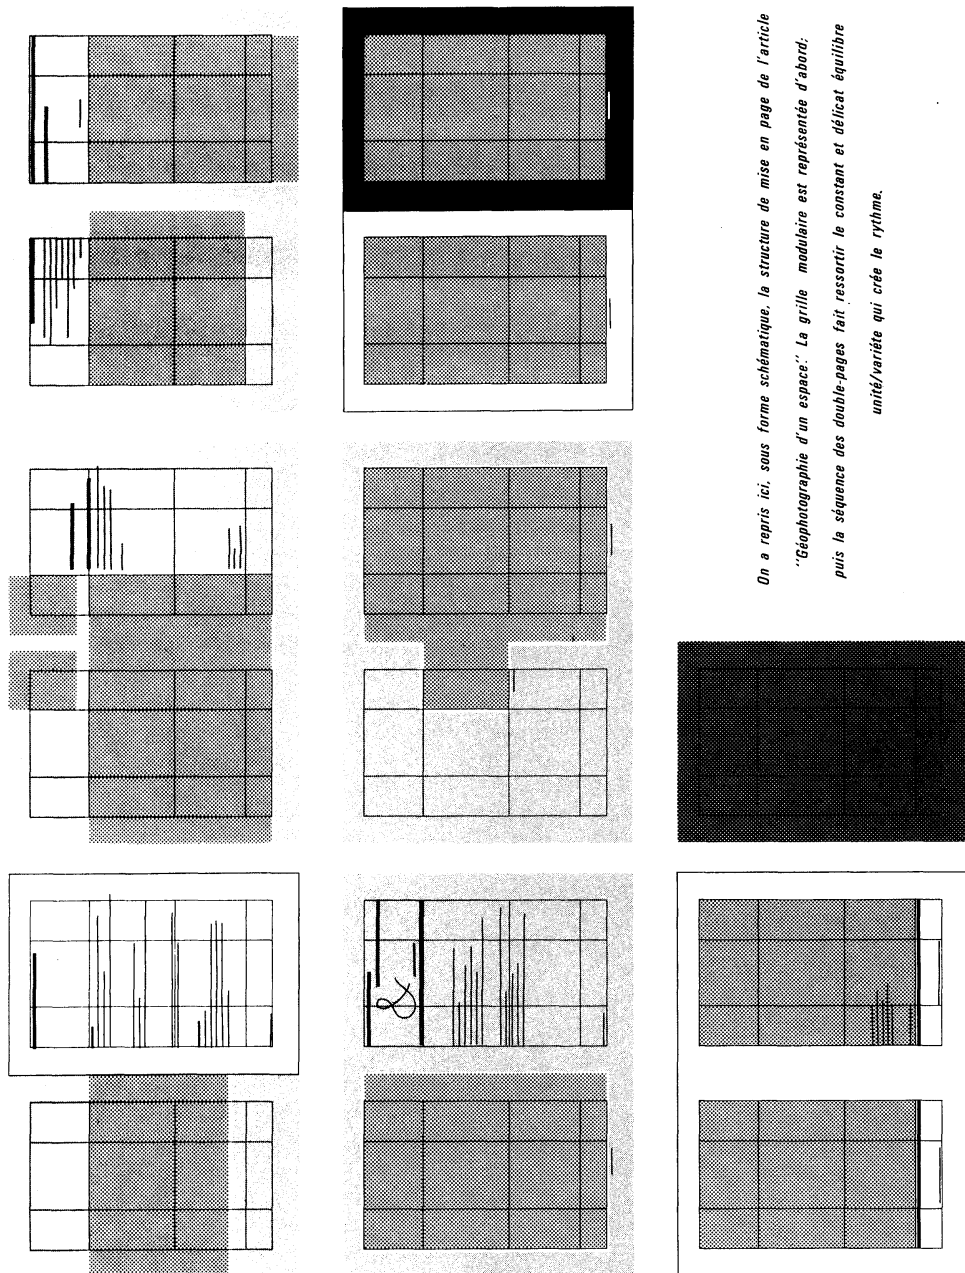 On a repris ici, sous forme schématique, la structure de mise en page de l'article
"Géophotographie d'un espace." La grille modulaire est représentée d'abord;
puis la séquence des double-pages fait ressortir le constant et délicat équilibre
unité/variéte qui crée le rythme.
&